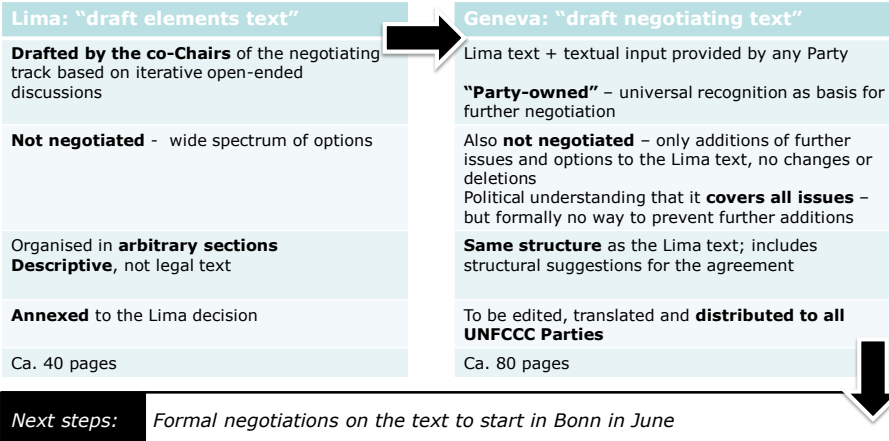 Lima: “draft elements text”
Drafted by the co-Chairs of the negotiating
track based on iterative open-ended
discussions
Not negotiated - wide spectrum of options
Organised in arbitrary sections
Descriptive, not legal text
Annexed to the Lima decision
Ca. 40 pages
Geneva: “draft negotiating text”
Lima text + textual input provided by any Party
“Party-owned” – universal recognition as basis for
further negotiation
Also not negotiated – only additions of further
issues and options to the Lima text, no changes or
deletions
Political understanding that it covers all issues –
but formally no way to prevent further additions
Same structure as the Lima text; includes
structural suggestions for the agreement
To be edited, translated and distributed to all
UNFCCC Parties
Ca. 80 pages
Next steps: Formal negotiations on the text to start in Bonn in June